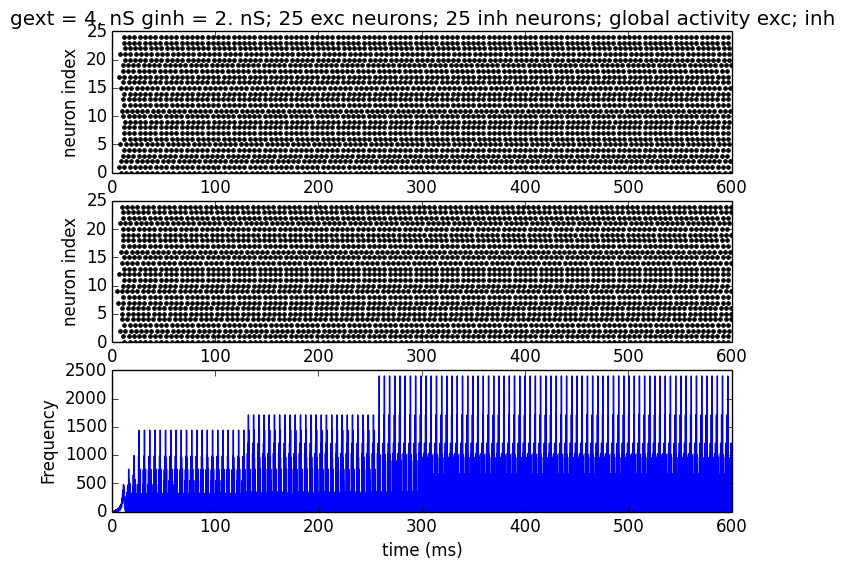 gext = 4. nS ginh = 2. nS; 25 exc neurons; 25 inh neurons; global activity exc; inh
25
20
15
10
5
0
neuron index
0 100 200 300 400 500 600
25
20
15
10
5
0
neuron index
0 100 200 300 400 500 600
2500
2000
1500
1000
500
0
Frequency
0 100 200 300 400 500 600
time (ms)